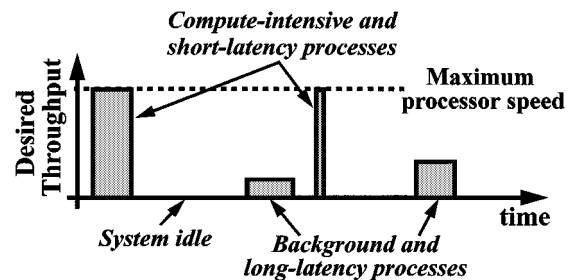 Compute-intensive and
short-latency processes
Desired
Throughput
Maximum
processor speed
time
System idle
Background and
long-latency processes